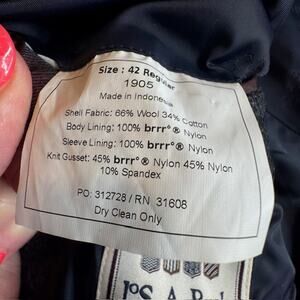 Size : 42 Regular
1905
Made in Indonesia
Shell Fabric: 66% Wool 34% Cotton
Body Lining: 100% brrr°® Nylon
Sleeve Lining: 100% brrr°® Nylon
Knit Gusset: 45% brrr°® Nylon 45% Nylon
10% Spandex
PO: 312728 / RN 31608
Dry Clean Only